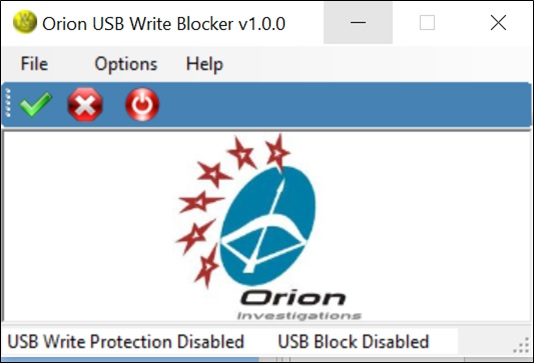 Orion USB Write Blocker v1.0.0
File Options Help
Orion
Investigations
USB Write Protection Disabled USB Block Disabled